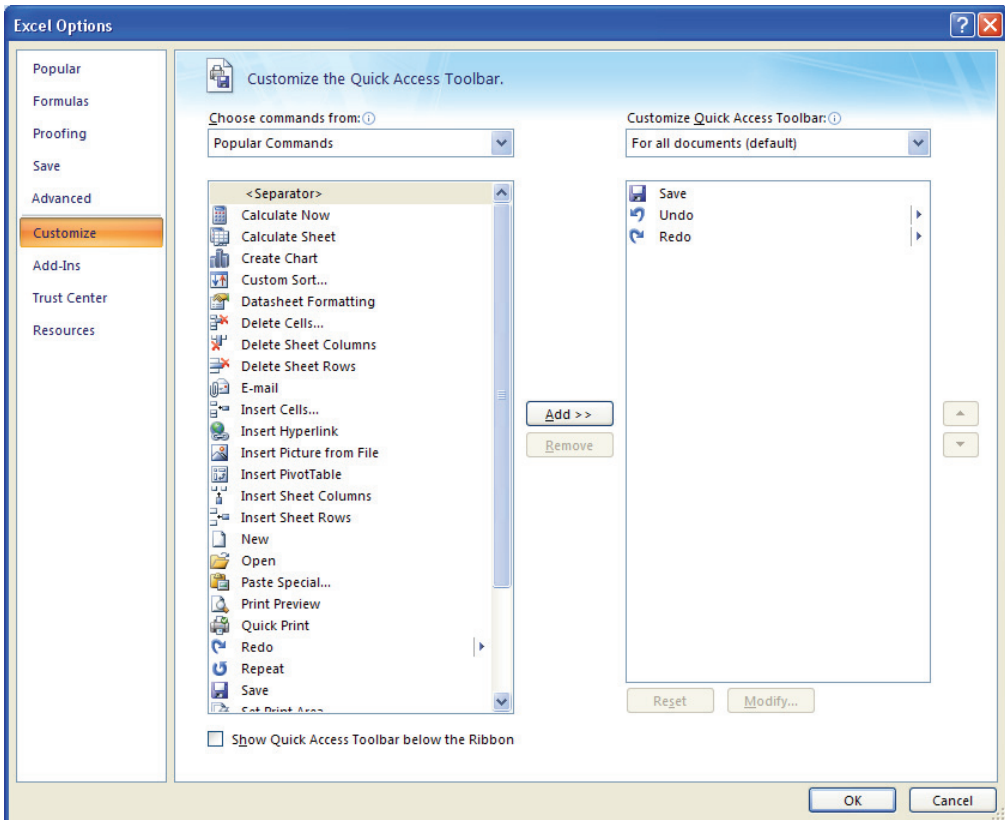 Excel Options
Popular
Formulas
Proofing
Save
Advanced
Customize
Add-Ins
Trust Center
Resources
Customize the Quick Access Toolbar.
Choose commands from:
Popular Commands
<Separator>
Calculate Now
Calculate Sheet
Create Chart
Custom Sort...
Datasheet Formatting
Delete Cells...
Delete Sheet Columns
Delete Sheet Rows
E-mail
Insert Cells...
Insert Hyperlink
Insert Picture from File
Insert PivotTable
Insert Sheet Columns
Insert Sheet Rows
New
Open
Paste Special...
Print Preview
Quick Print
Redo
Repeat
Save
Set Print Area
Show Quick Access Toolbar below the Ribbon
Add >>
Remove
Customize Quick Access Toolbar:
For all documents (default)
Save
Undo
Redo
Reset
Modify...
OK
Cancel